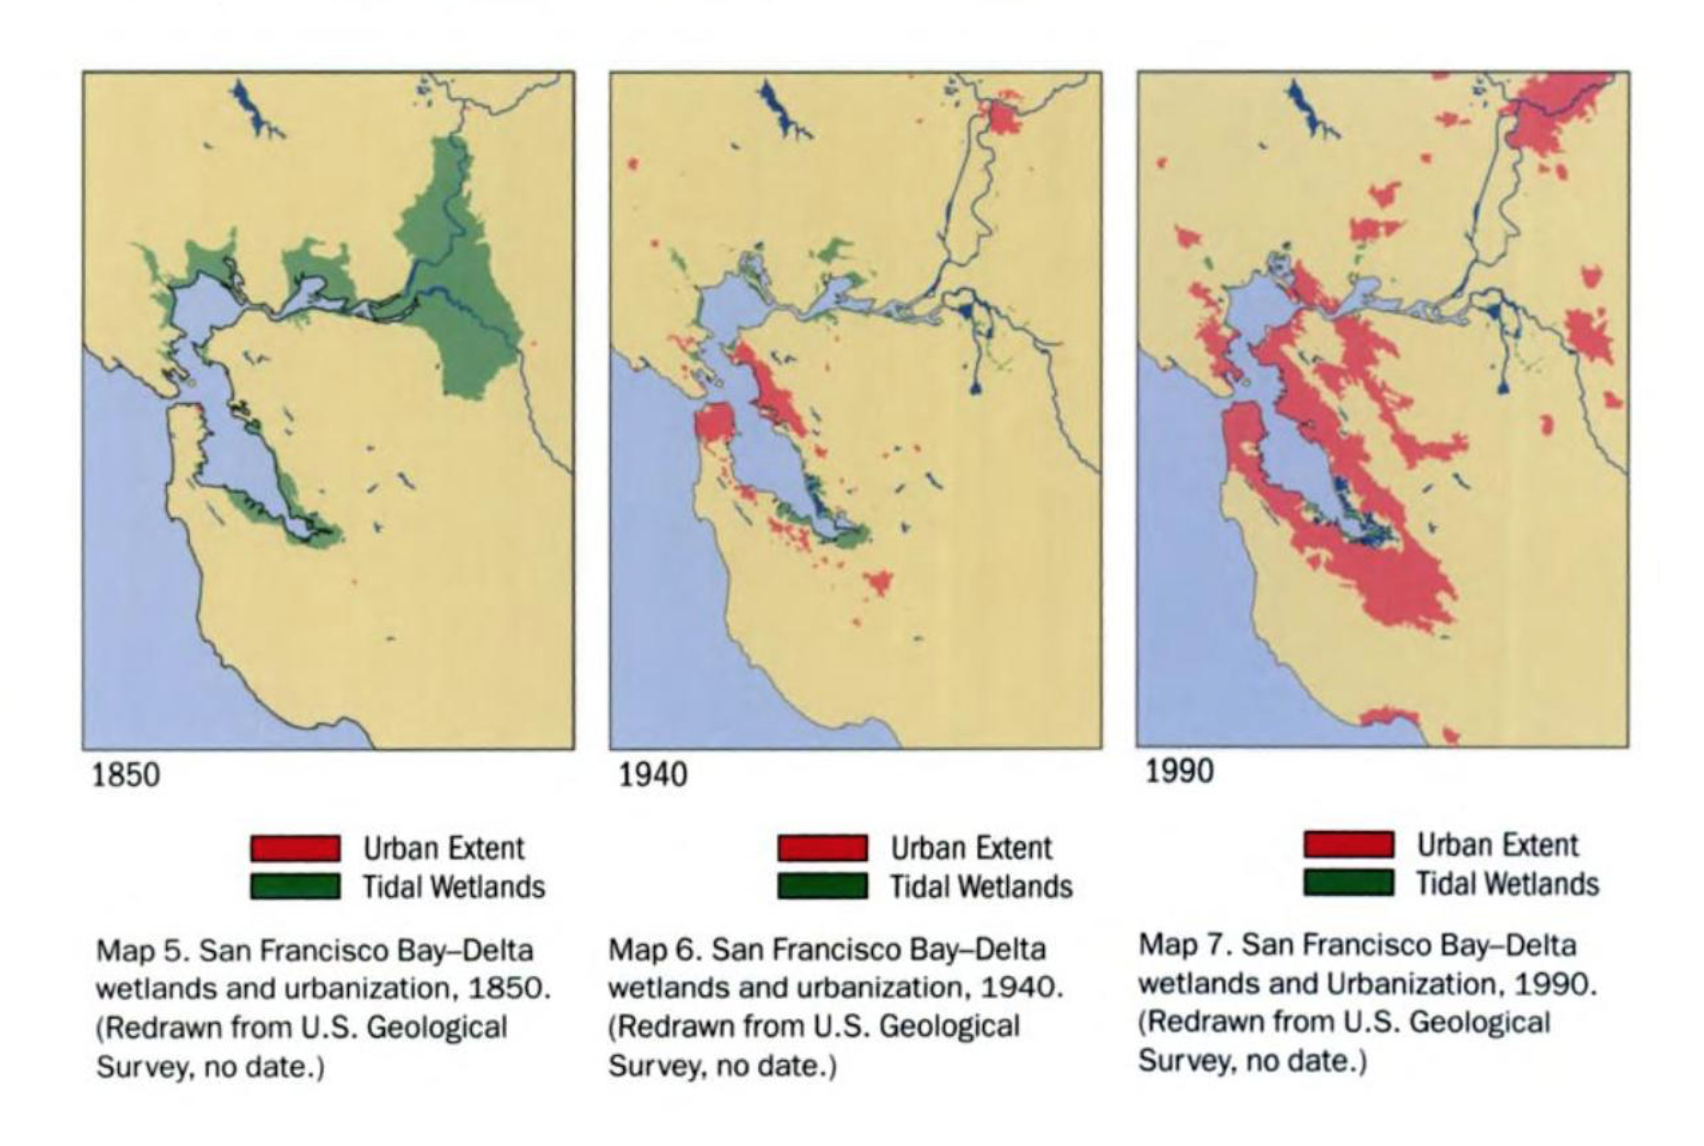 1850
Urban Extent
Tidal Wetlands
Map 5. San Francisco Bay–Delta
wetlands and urbanization, 1850.
(Redrawn from U.S. Geological
Survey, no date.)
1940
Urban Extent
Tidal Wetlands
Map 6. San Francisco Bay–Delta
wetlands and urbanization, 1940.
(Redrawn from U.S. Geological
Survey, no date.)
1990
Urban Extent
Tidal Wetlands
Map 7. San Francisco Bay–Delta
wetlands and Urbanization, 1990.
(Redrawn from U.S. Geological
Survey, no date.)